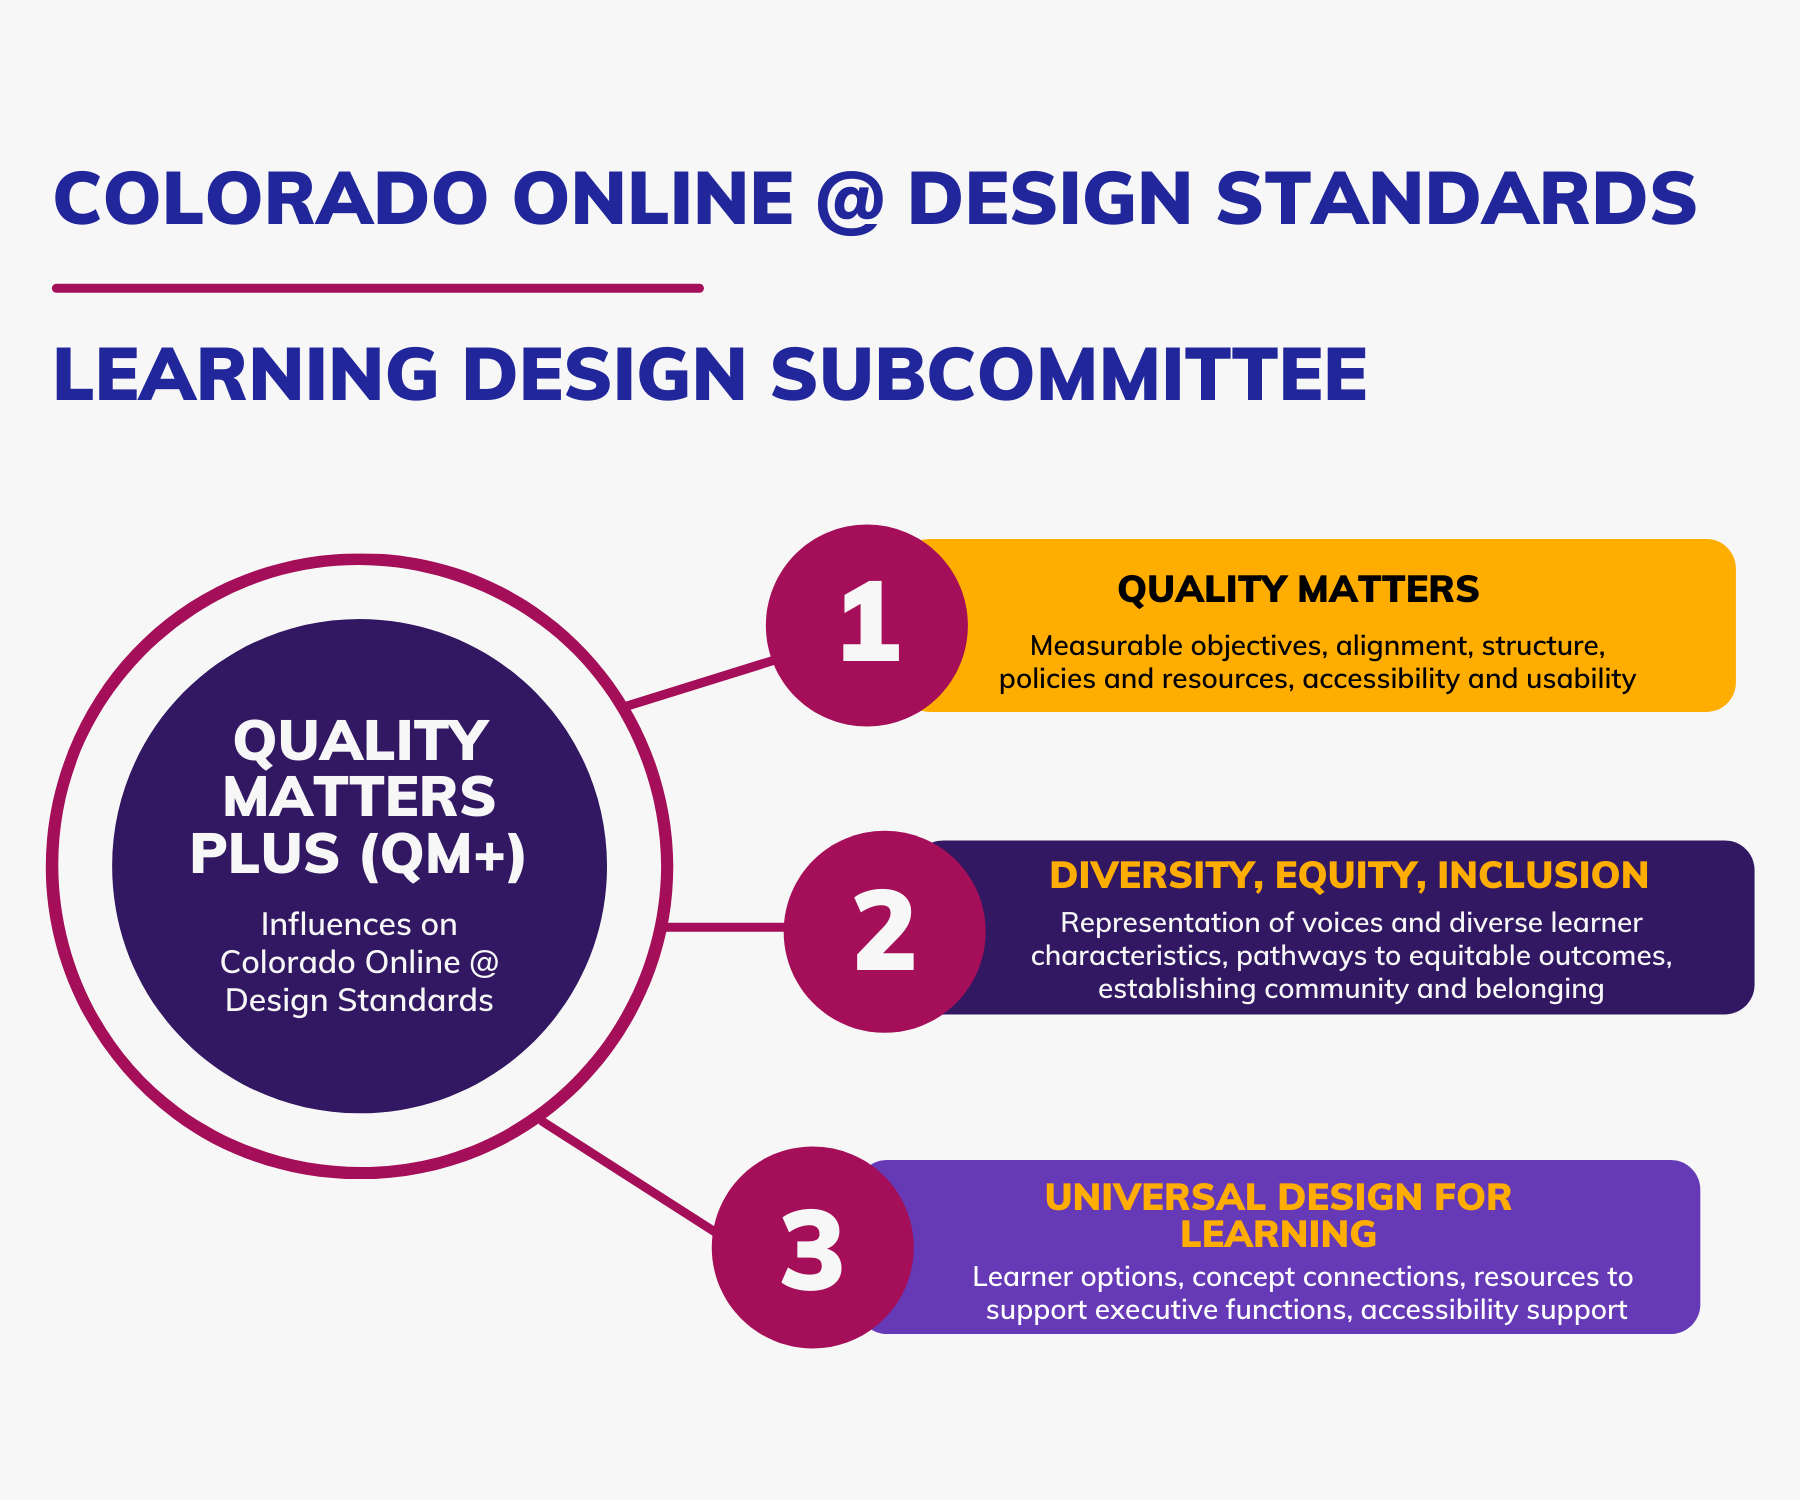 COLORADO ONLINE @ DESIGN STANDARDS
LEARNING DESIGN SUBCOMMITTEE
QUALITY
MATTERS
PLUS (QM+)
Influences on
Colorado Online @
Design Standards
1
QUALITY MATTERS
Measurable objectives, alignment, structure,
policies and resources, accessibility and usability
2
DIVERSITY, EQUITY, INCLUSION
Representation of voices and diverse learner
characteristics, pathways to equitable outcomes,
establishing community and belonging
3
UNIVERSAL DESIGN FOR
LEARNING
Learner options, concept connections, resources to
support executive functions, accessibility support